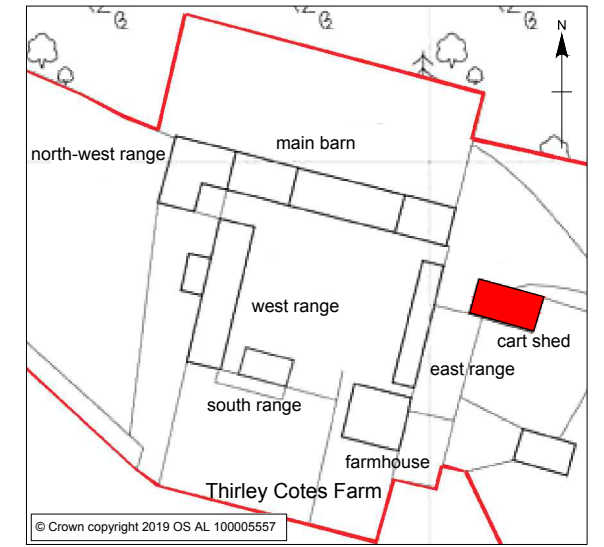 N
main barn
north-west range
west range
cart shed
east range
south range
farmhouse
Thirley Cotes Farm
© Crown copyright 2019 OS AL 100005557